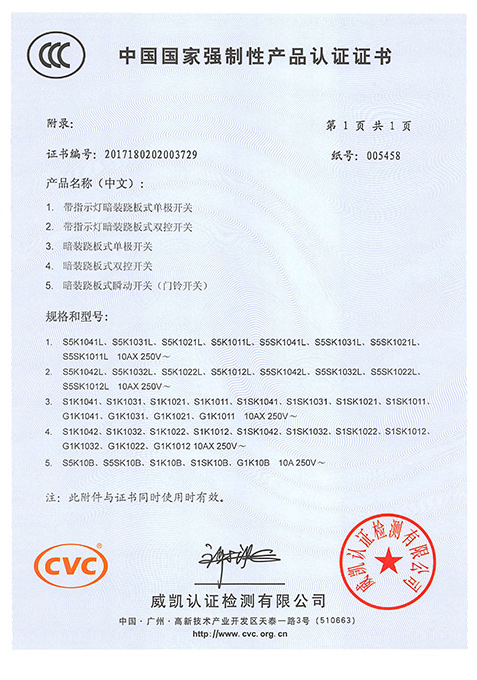 CCC
中国国家强制性产品认证证书
附录：
第 1 页 共 1 页
证书编号：2017180202003729
纸号：005458
产品名称（中文）：
1. 带指示灯暗装跷板式单极开关
2. 带指示灯暗装跷板式双控开关
3. 暗装跷板式单极开关
4. 暗装跷板式双控开关
5. 暗装跷板式瞬动开关（门铃开关）
规格和型号：
1. S5K1041L、S5K1031L、S5K1021L、S5K1011L、S5SK1041L、S5SK1031L、S5SK1021L、
S5SK1011L 10AX 250V～
2. S5K1042L、S5K1032L、S5K1022L、S5K1012L、S5SK1042L、S5SK1032L、S5SK1022L、
S5SK1012L 10AX 250V～
3. S1K1041、S1K1031、S1K1021、S1K1011、S1SK1041、S1SK1031、S1SK1021、S1SK1011、
G1K1041、G1K1031、G1K1021、G1K1011 10AX 250V～
4. S1K1042、S1K1032、S1K1022、S1K1012、S1SK1042、S1SK1032、S1SK1022、S1SK1012、
G1K1032、G1K1022、G1K1012 10AX 250V～
5. S5K10B、S5SK10B、S1K10B、S1SK10B、G1K10B 10A 250V～
注：此附件与证书同时使用时有效。
CVC®
威凯认证检测有限公司
威凯认证检测有限公司
中国·广州·高新技术产业开发区天泰一路3号（510663）
http://www.cvc.org.cn